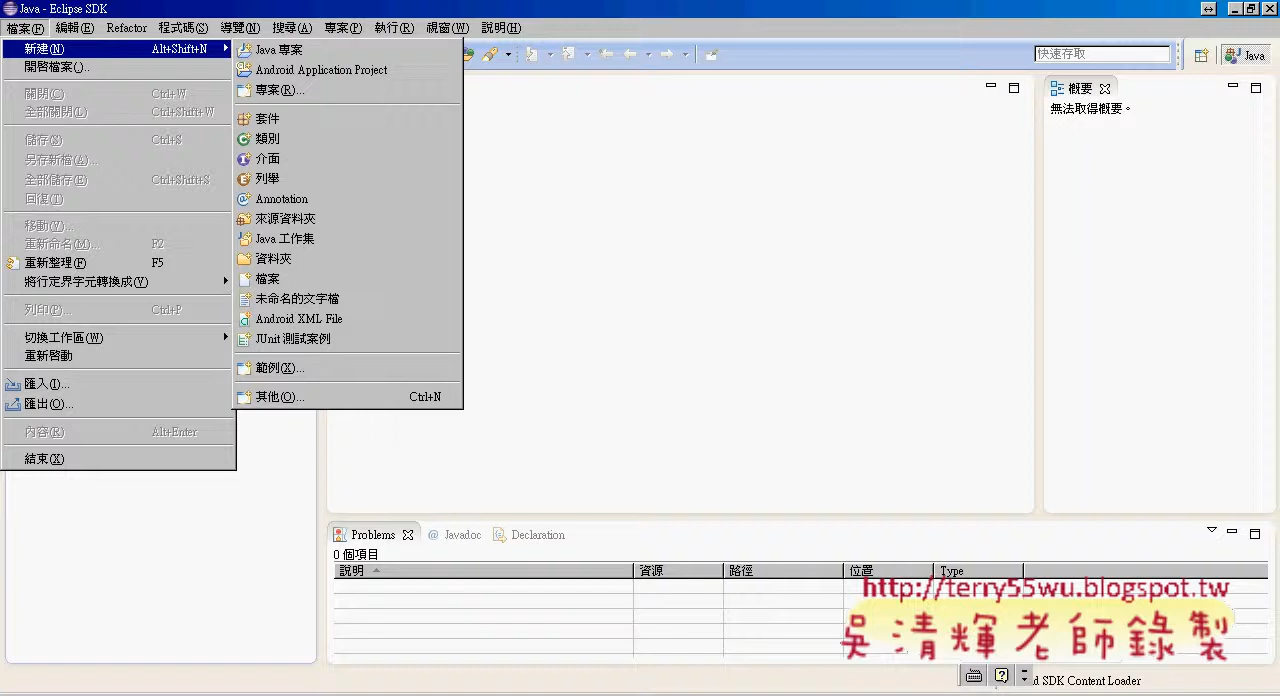 Java - Eclipse SDK
檔案(F) 編輯(E) Refactor 程式碼(S) 導覽(N) 搜尋(A) 專案(P) 執行(R) 視窗(W) 說明(H)
新建(N) Alt+Shift+N
開啓檔案(.)...
關閉(C) Ctrl+W
全部關閉(L) Ctrl+Shift+W
儲存(S) Ctrl+S
另存新檔(A)...
全部儲存(E) Ctrl+Shift+S
回復(T)
移動(V)...
重新命名(M)... F2
重新整理(F) F5
將行定界字元轉換成(V)
列印(P)... Ctrl+P
切換工作區(W)
重新啓動
匯入(I)...
匯出(O)...
內容(R) Alt+Enter
結束(X)
Java 專案
Android Application Project
專案(R)...
套件
類別
介面
列舉
Annotation
來源資料夾
Java 工作集
資料夾
檔案
未命名的文字檔
Android XML File
JUnit 測試案例
範例(X)...
其他(O)... Ctrl+N
快速存取
Java
概要
無法取得概要。
Problems Javadoc Declaration
0 個項目
說明 資源 路徑 位置 Type
http://terry55wu.blogspot.tw
吳清輝老師錄製
d SDK Content Loader